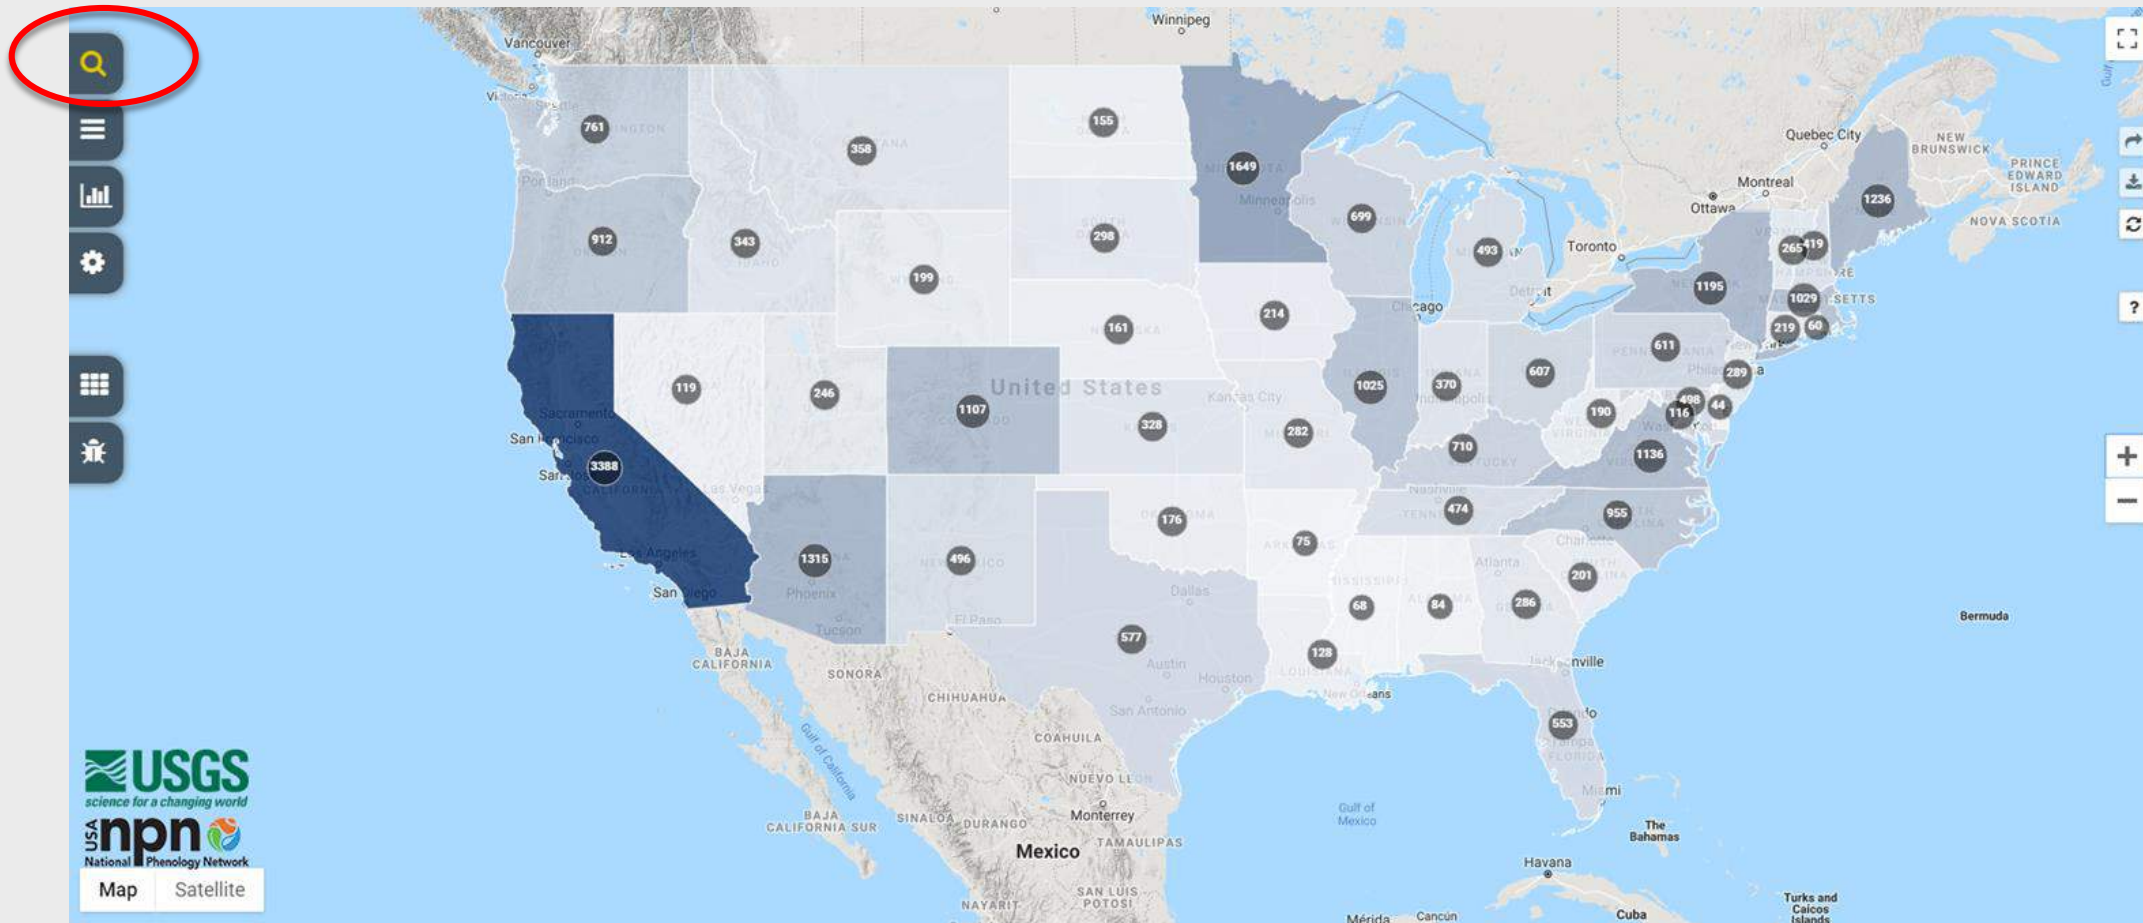 Winnipeg
Vancouver
761
358
155
1649
Quebec City
NEW
BRUNSWICK
PRINCE
EDWARD
ISLAND
Montreal
Ottawa
1236
NOVA SCOTIA
Portland
Minneapolis
912
343
298
699
493
Toronto
265
419
199
1195
1029
SETTS
Chicago
Detroit
214
219
60
161
611
119
246
1107
United States
Kansas City
1025
370
607
289
498
44
116
190
Sacramento
San Francisco
3388
CALIFORNIA
Las Vegas
328
282
710
1136
Nashville
474
955
Charlotte
176
75
Los Angeles
1315
496
Atlanta
201
San Diego
Phoenix
Dallas
68
84
286
Bermuda
El Paso
Tucson
577
128
BAJA
CALIFORNIA
SONORA
Austin
Houston
Jacksonville
New Orleans
CHIHUAHUA
San Antonio
553
Orlando
Tampa
FLORIDA
Gulf of California
COAHUILA
NUEVO LEON
Miami
USGS
science for a changing world
USA
npn
National Phenology Network
Monterrey
Gulf of
Mexico
The
Bahamas
BAJA
CALIFORNIA SUR
SINALOA
DURANGO
Mexico
TAMAULIPAS
Havana
Map
Satellite
NAYARIT
SAN LUIS
POTOSI
Mérida
Cancún
Cuba
Turks and
Caicos
Islands
?